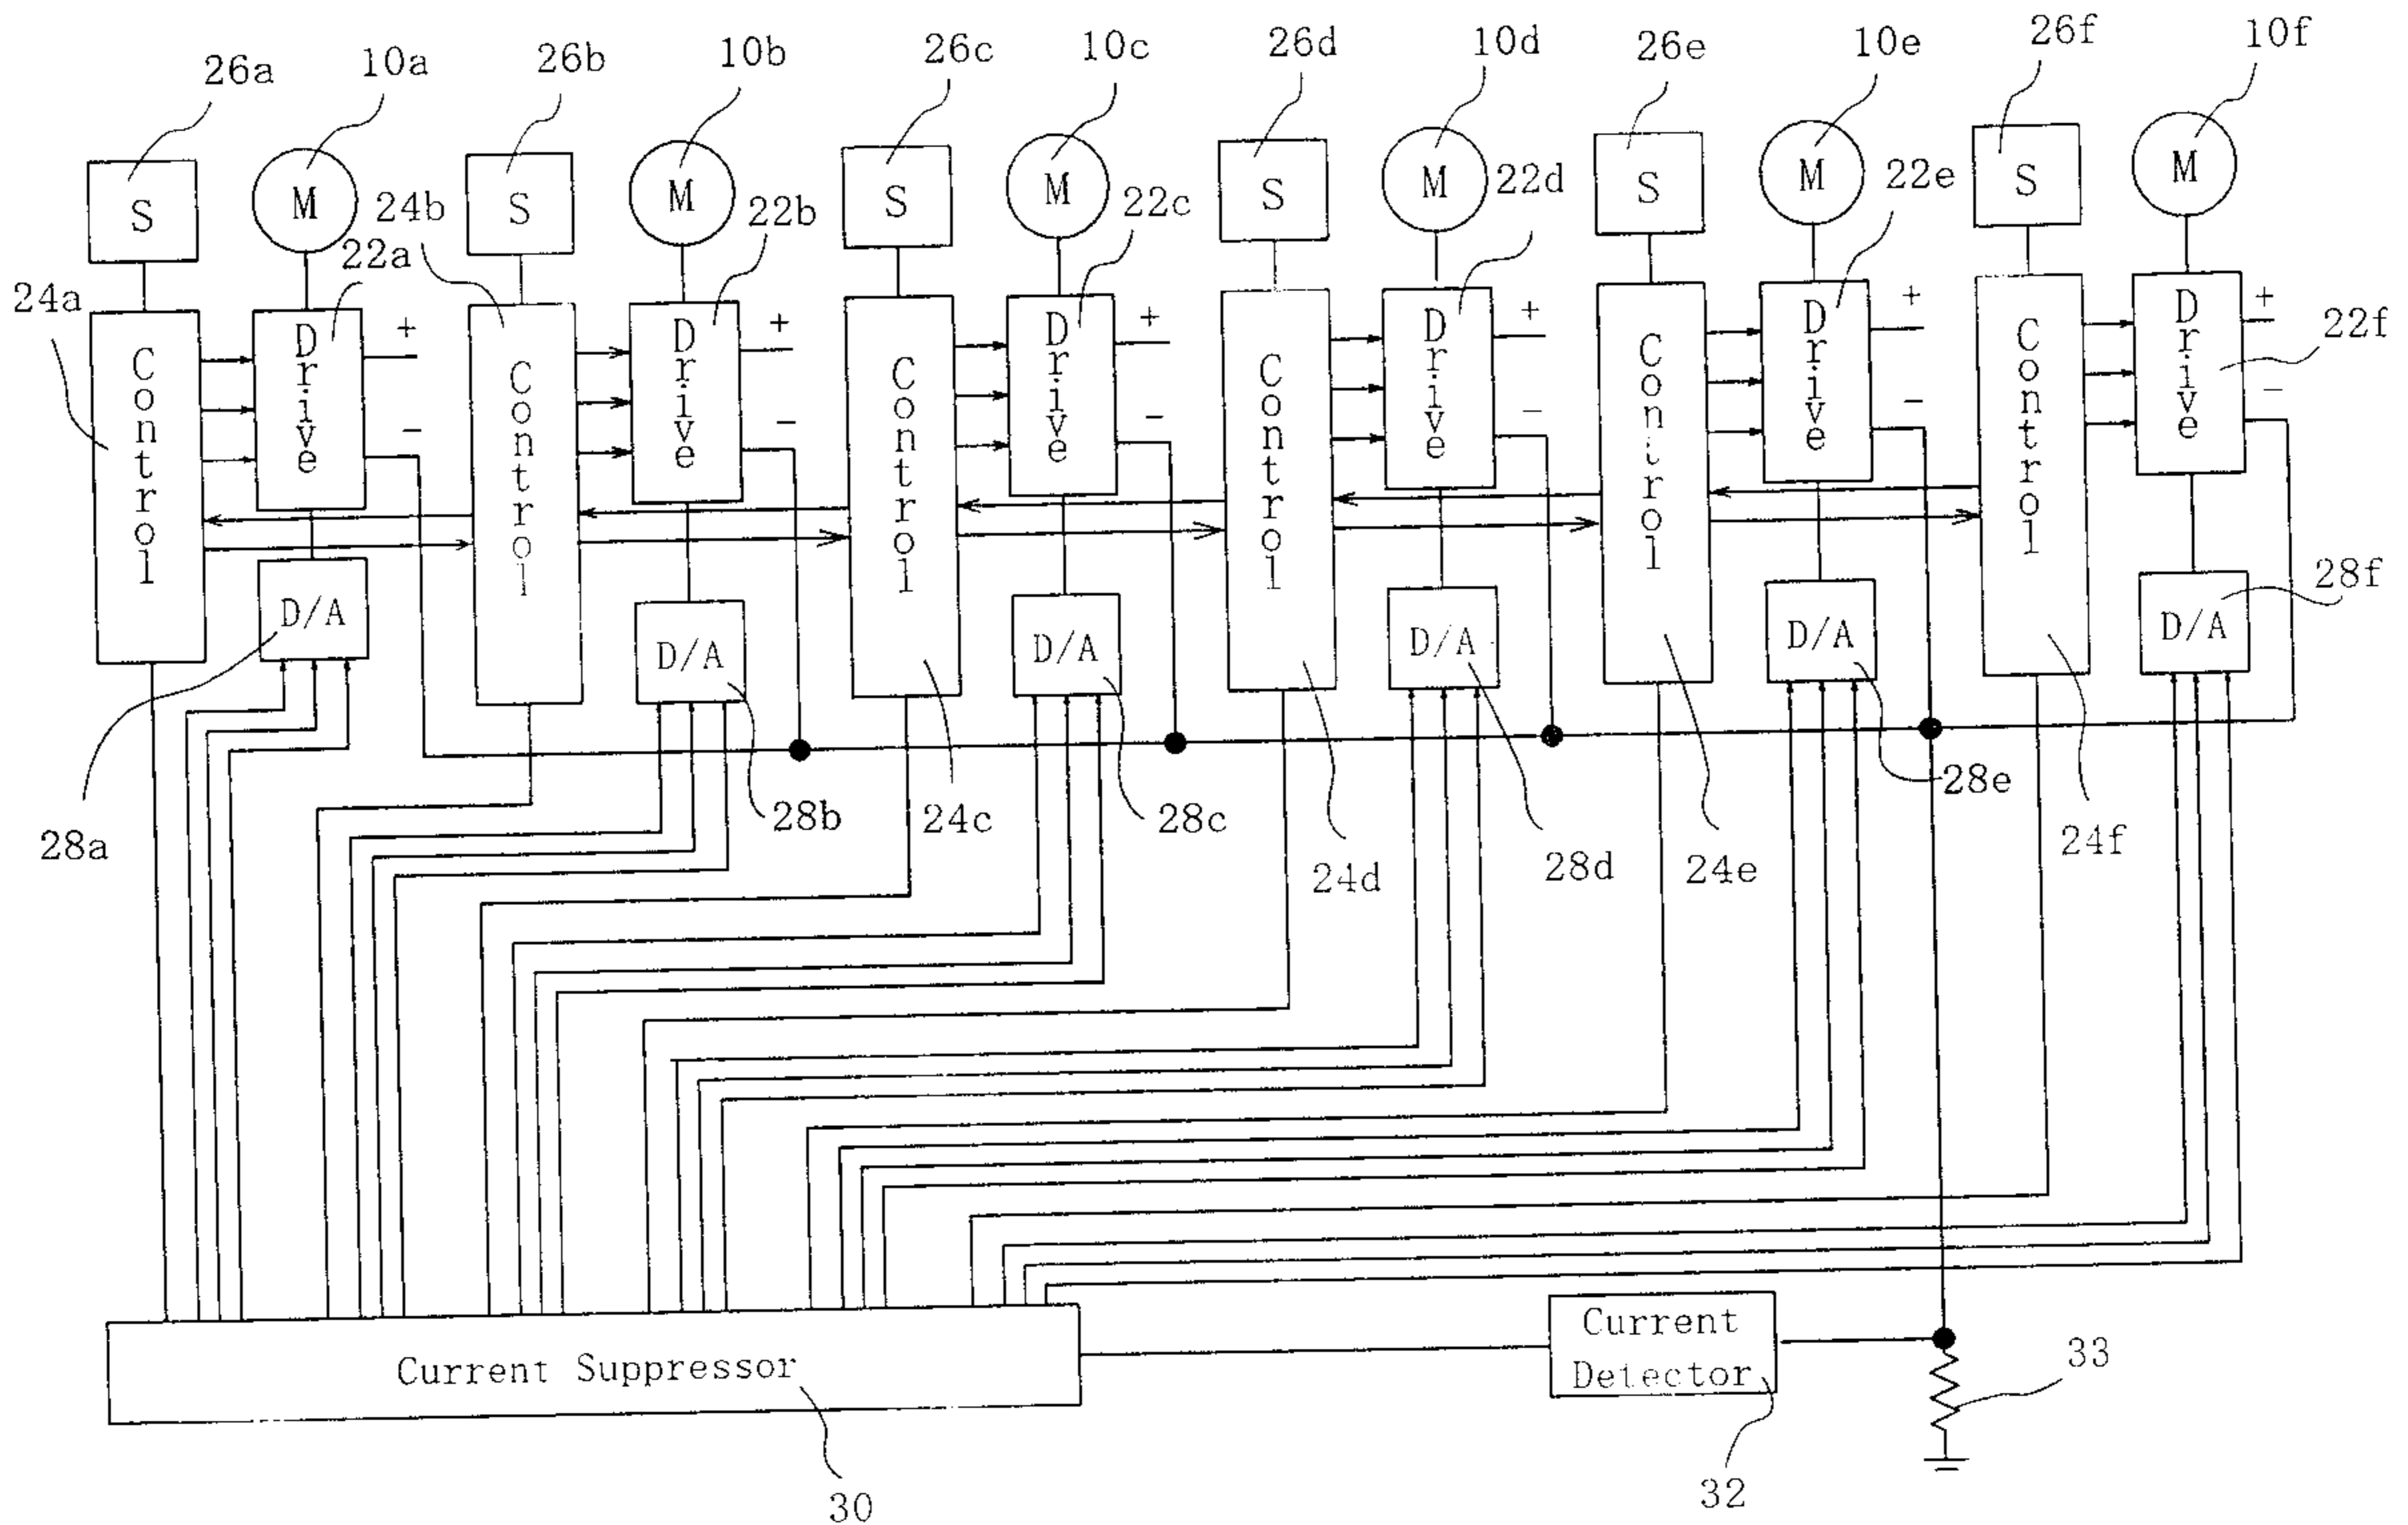 26a 10a 26b 10b 26c 10c 26d 10d 26e 10e 26f 10f
S M S M S M S M S M S M
24a 22a 24b 22b 22c 22d 22e 22f
Control Drive + −
Control Drive + −
Control Drive + −
Control Drive + −
Control Drive + −
Control Drive + −
D/A D/A D/A D/A D/A D/A
28f
28a 28b 24c 28c 24d 28d 24e 28e 24f
Current Suppressor
Current
Detector
33
30 32